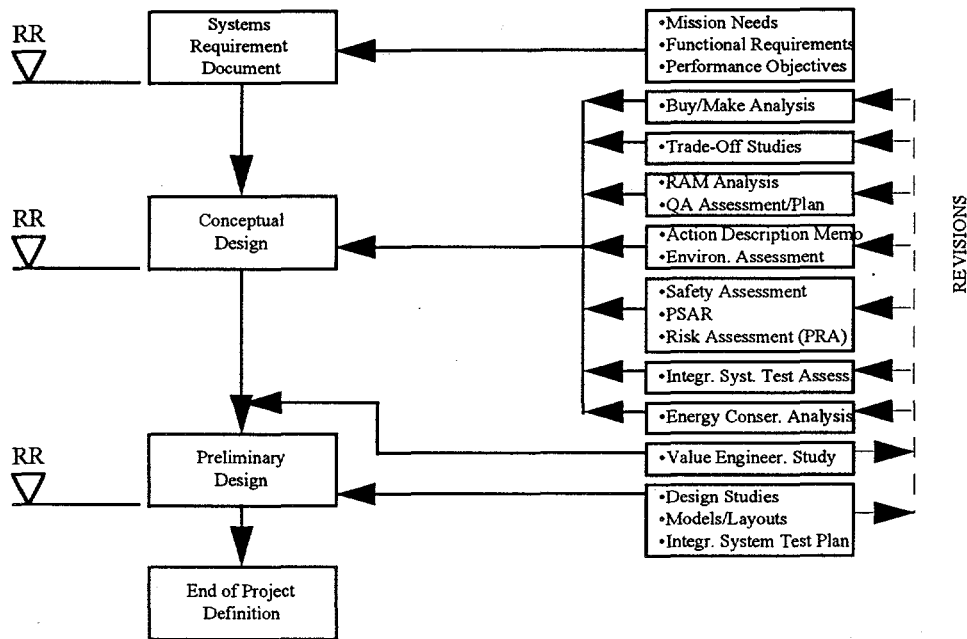 RR
Systems
Requirement
Document
•Mission Needs
•Functional Requirements
•Performance Objectives
•Buy/Make Analysis
•Trade-Off Studies
•RAM Analysis
•QA Assessment/Plan
RR
Conceptual
Design
•Action Description Memo
•Environ. Assessment
•Safety Assessment
•PSAR
•Risk Assessment (PRA)
•Integr. Syst. Test Assess.
•Energy Conser. Analysis
REVISIONS
RR
Preliminary
Design
•Value Engineer. Study
•Design Studies
•Models/Layouts
•Integr. System Test Plan
End of Project
Definition